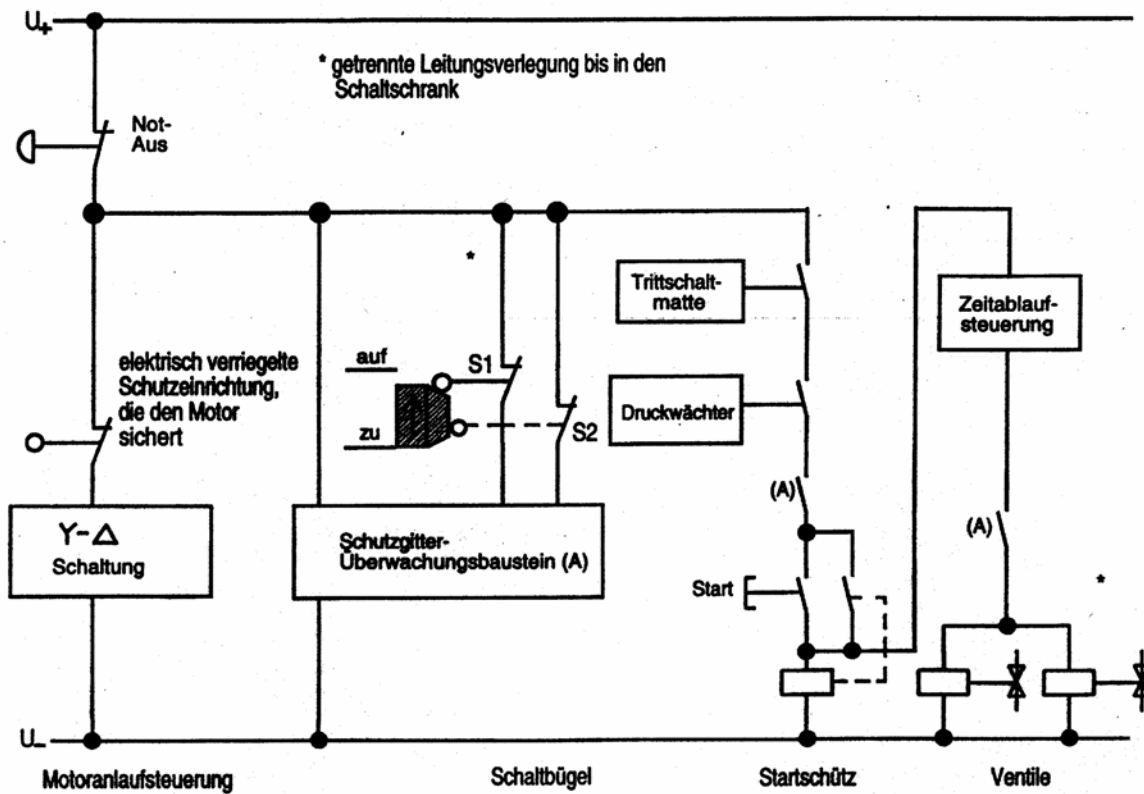 U+
* getrennte Leitungsverlegung bis in den
Schaltschrank
Not-
Aus
*
Trittschalt-
matte
Zeitablauf-
steuerung
elektrisch verriegelte
Schutzeinrichtung,
die den Motor
sichert
auf
S1
Druckwächter
zu
S2
(A)
(A)
Y-Δ
Schaltung
Schutzgitter-
Überwachungsbaustein (A)
Start
*
U-
Motoranlaufsteuerung
Schaltbügel
Startschütz
Ventile